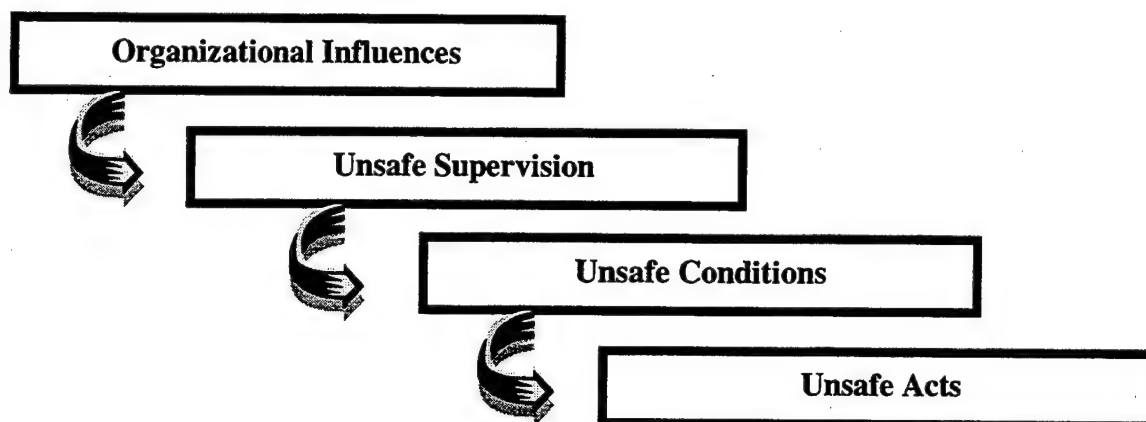 Organizational Influences
Unsafe Supervision
Unsafe Conditions
Unsafe Acts